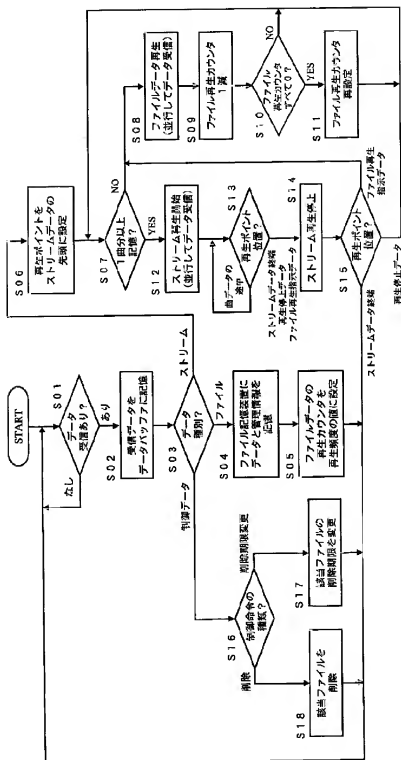 START
S01
データ
受信あり?
なし
あり
S02
受信データを
データバッファに記憶
S03
データ
種別?
制御データ
ファイル
ストリーム
S04
ファイル記憶装置に
データと管理情報を
記憶
S05
ファイルデータの
再生カウンタを
再生頻度の値に設定
S16
制御命令の
種類?
削除
削除期限変更
S17
該当ファイルの
削除期限を変更
S18
該当ファイルを
削除
S06
再生ポイントを
ストリームデータの
先頭に設定
S07
1曲分以上
記憶?
NO
YES
S12
ストリーム再生開始
(並行してデータ受信)
S13
再生ポイント
位置?
曲データの
途中
ストリームデータ終端
再生停止データ
ファイル再生指示データ
S14
ストリーム再生停止
S15
再生ポイント
位置?
ストリームデータ終端
再生停止データ
ファイル再生
指示データ
S08
ファイルデータ再生
(並行してデータ受信)
S09
ファイル再生カウンタ
1減
S10
ファイル
再生カウンタ
すべて0?
NO
YES
S11
ファイル再生カウンタ
再設定